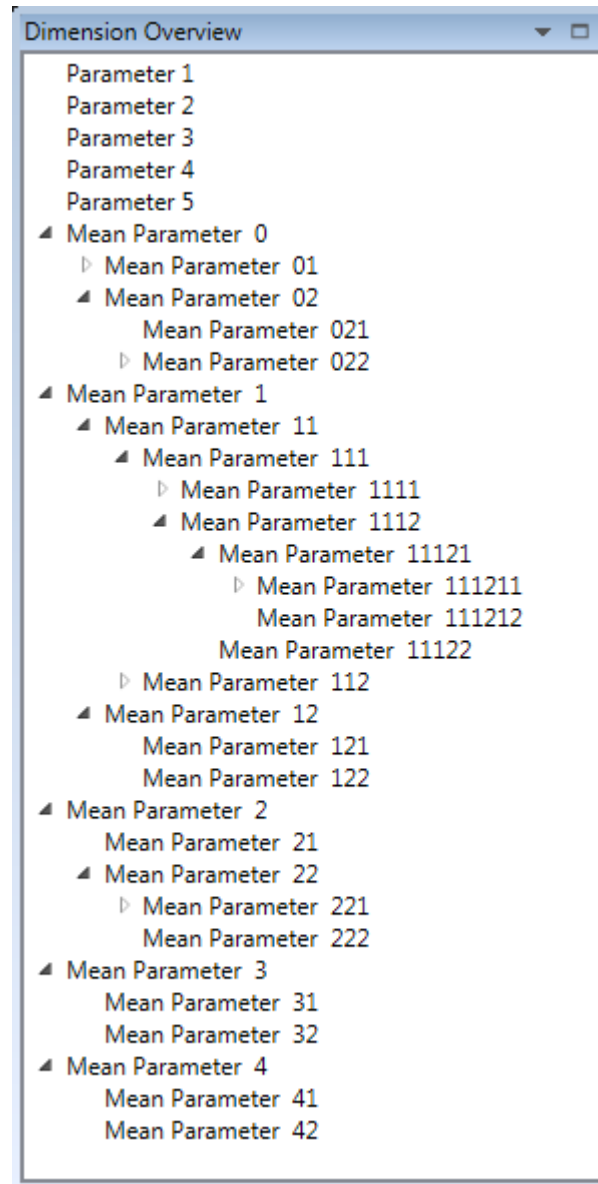 Dimension Overview
Parameter 1
Parameter 2
Parameter 3
Parameter 4
Parameter 5
Mean Parameter 0
Mean Parameter 01
Mean Parameter 02
Mean Parameter 021
Mean Parameter 022
Mean Parameter 1
Mean Parameter 11
Mean Parameter 111
Mean Parameter 1111
Mean Parameter 1112
Mean Parameter 11121
Mean Parameter 111211
Mean Parameter 111212
Mean Parameter 11122
Mean Parameter 112
Mean Parameter 12
Mean Parameter 121
Mean Parameter 122
Mean Parameter 2
Mean Parameter 21
Mean Parameter 22
Mean Parameter 221
Mean Parameter 222
Mean Parameter 3
Mean Parameter 31
Mean Parameter 32
Mean Parameter 4
Mean Parameter 41
Mean Parameter 42